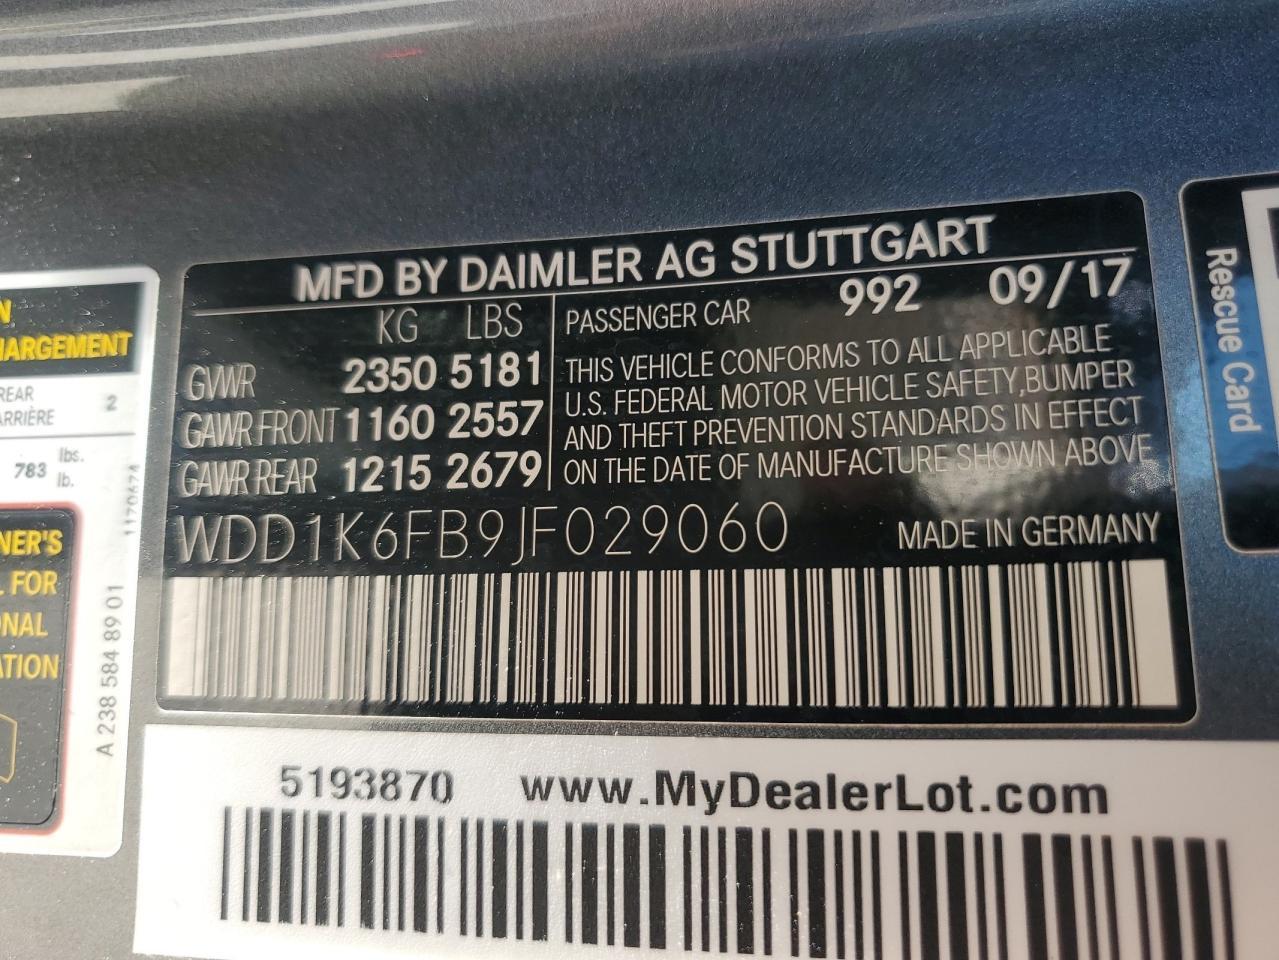 MFD BY DAIMLER AG STUTTGART
KG LBS
GVWR 2350 5181
GAWR FRONT 1160 2557
GAWR REAR 1215 2679
PASSENGER CAR 992 09/17
THIS VEHICLE CONFORMS TO ALL APPLICABLE
U.S. FEDERAL MOTOR VEHICLE SAFETY, BUMPER
AND THEFT PREVENTION STANDARDS IN EFFECT
ON THE DATE OF MANUFACTURE SHOWN ABOVE
WDD1K6FB9JF029060 MADE IN GERMANY
5193870 www.MyDealerLot.com
Rescue Card
N
HARGEMENT
REAR 2
ARRIÈRE
783 lbs.
lb.
1170674
NER'S
L FOR
NAL
ATION
A 238 584 89 01